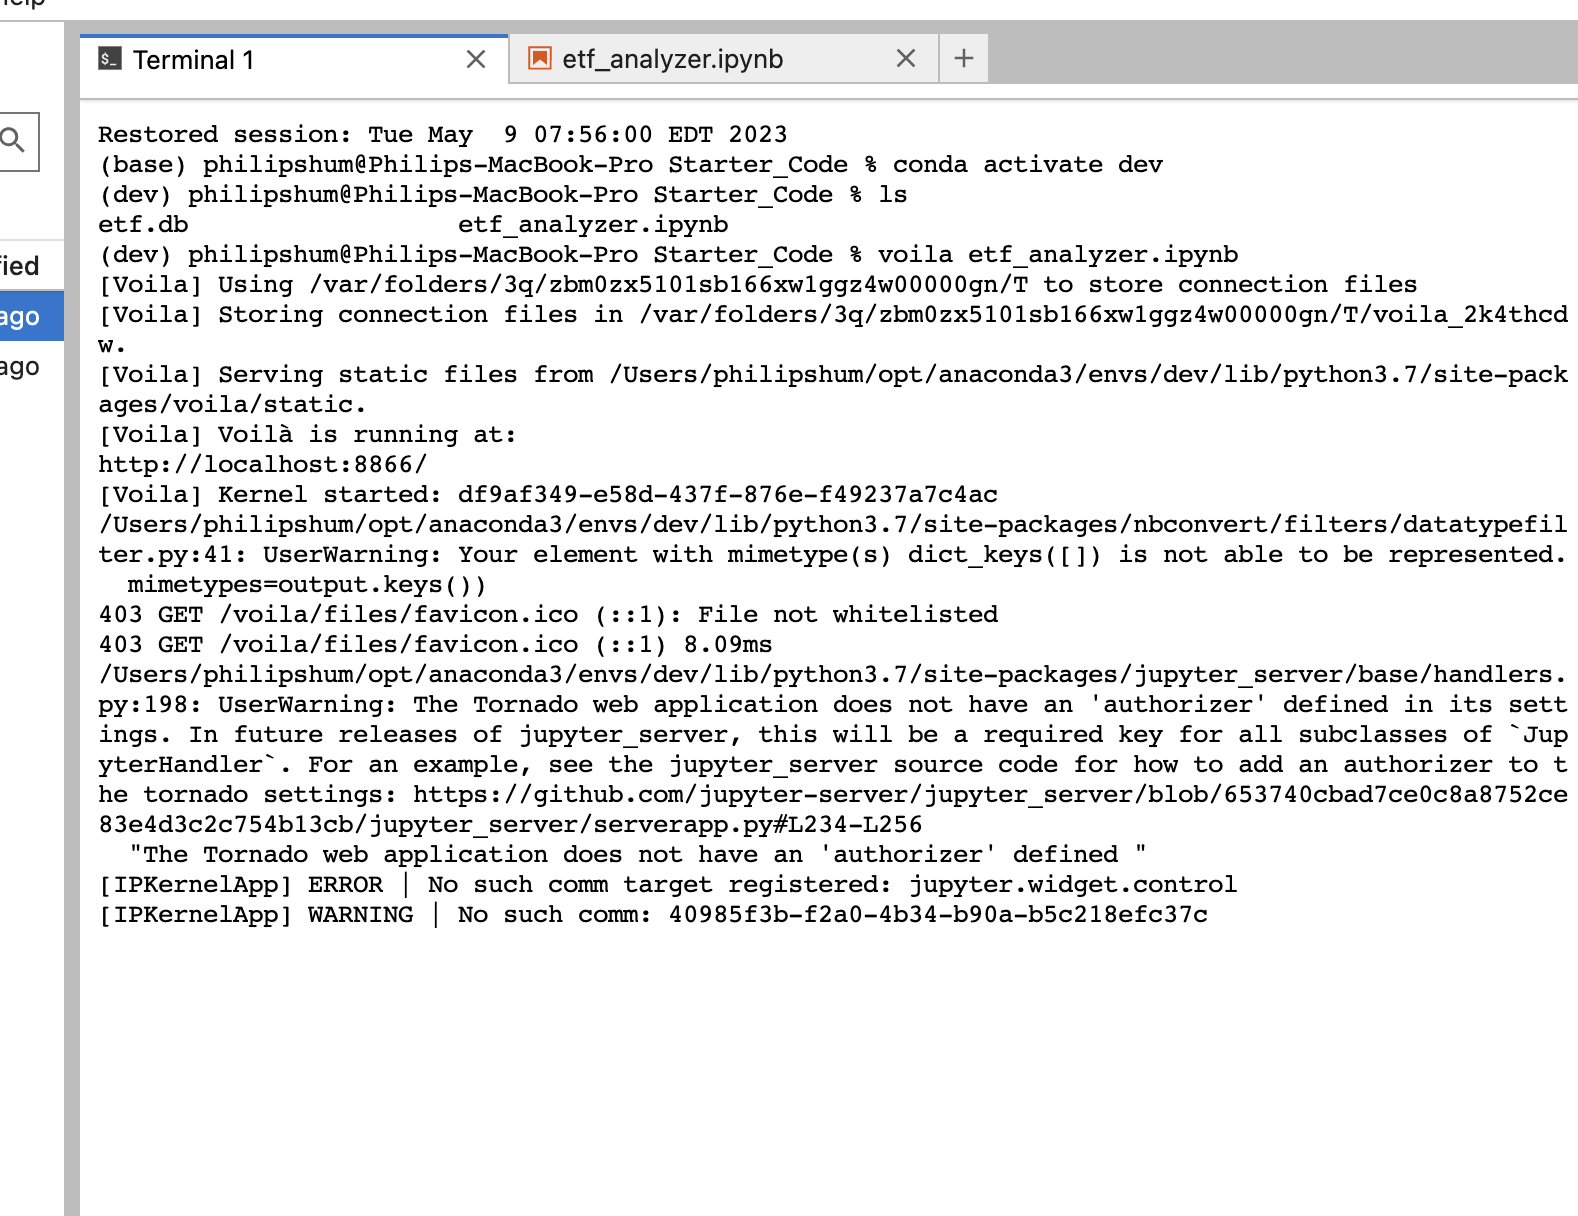 Terminal 1
etf_analyzer.ipynb
Restored session: Tue May  9 07:56:00 EDT 2023
(base) philipshum@Philips-MacBook-Pro Starter_Code % conda activate dev
(dev) philipshum@Philips-MacBook-Pro Starter_Code % ls
etf.db                  etf_analyzer.ipynb
(dev) philipshum@Philips-MacBook-Pro Starter_Code % voila etf_analyzer.ipynb
[Voila] Using /var/folders/3q/zbm0zx5101sb166xw1ggz4w00000gn/T to store connection files
[Voila] Storing connection files in /var/folders/3q/zbm0zx5101sb166xw1ggz4w00000gn/T/voila_2k4thcd
w.
[Voila] Serving static files from /Users/philipshum/opt/anaconda3/envs/dev/lib/python3.7/site-pack
ages/voila/static.
[Voila] Voilà is running at:
http://localhost:8866/
[Voila] Kernel started: df9af349-e58d-437f-876e-f49237a7c4ac
/Users/philipshum/opt/anaconda3/envs/dev/lib/python3.7/site-packages/nbconvert/filters/datatypefil
ter.py:41: UserWarning: Your element with mimetype(s) dict_keys([]) is not able to be represented.
  mimetypes=output.keys())
403 GET /voila/files/favicon.ico (::1): File not whitelisted
403 GET /voila/files/favicon.ico (::1) 8.09ms
/Users/philipshum/opt/anaconda3/envs/dev/lib/python3.7/site-packages/jupyter_server/base/handlers.
py:198: UserWarning: The Tornado web application does not have an 'authorizer' defined in its sett
ings. In future releases of jupyter_server, this will be a required key for all subclasses of `Jup
yterHandler`. For an example, see the jupyter_server source code for how to add an authorizer to t
he tornado settings: https://github.com/jupyter-server/jupyter_server/blob/653740cbad7ce0c8a8752ce
83e4d3c2c754b13cb/jupyter_server/serverapp.py#L234-L256
  "The Tornado web application does not have an 'authorizer' defined "
[IPKernelApp] ERROR | No such comm target registered: jupyter.widget.control
[IPKernelApp] WARNING | No such comm: 40985f3b-f2a0-4b34-b90a-b5c218efc37c
fied
ago
ago